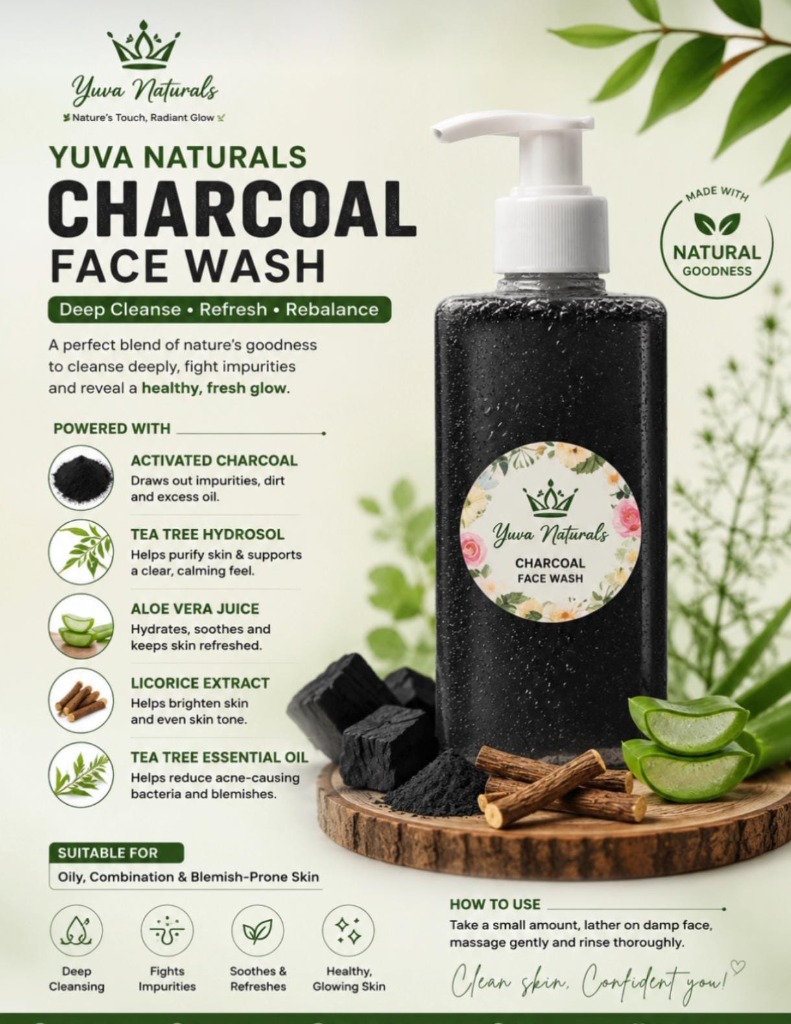 Yuva Naturals
Nature's Touch, Radiant Glow
YUVA NATURALS
CHARCOAL
FACE WASH
Deep Cleanse • Refresh • Rebalance
A perfect blend of nature's goodness
to cleanse deeply, fight impurities
and reveal a healthy, fresh glow.
MADE WITH
NATURAL
GOODNESS
POWERED WITH
ACTIVATED CHARCOAL
Draws out impurities, dirt
and excess oil.
TEA TREE HYDROSOL
Helps purify skin & supports
a clear, calming feel.
ALOE VERA JUICE
Hydrates, soothes and
keeps skin refreshed.
LICORICE EXTRACT
Helps brighten skin
and even skin tone.
TEA TREE ESSENTIAL OIL
Helps reduce acne-causing
bacteria and blemishes.
Yuva Naturals
CHARCOAL
FACE WASH
SUITABLE FOR
Oily, Combination & Blemish-Prone Skin
Deep
Cleansing
Fights
Impurities
Soothes &
Refreshes
Healthy,
Glowing Skin
HOW TO USE
Take a small amount, lather on damp face,
massage gently and rinse thoroughly.
Clean skin, Confident you!